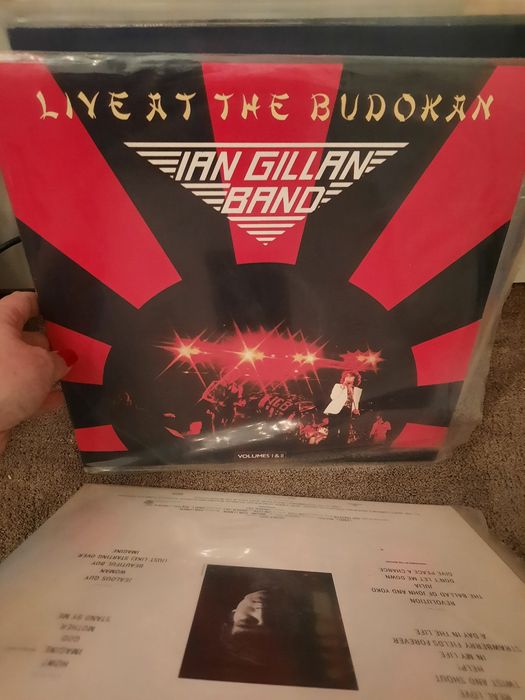 LIVE AT THE BUDOKAN
IAN GILLAN
BAND
VOLUMES I & II
TWIST AND SHOUT
HELP!
IN MY LIFE
STRAWBERRY FIELDS FOREVER
A DAY IN THE LIFE
REVOLUTION
THE BALLAD OF JOHN AND YOKO
JULIA
DON'T LET ME DOWN
GIVE PEACE A CHANCE
HOW?
IMAGINE
GOD
MOTHER
STAND BY ME
JEALOUS GUY
WOMAN
BEAUTIFUL BOY
(JUST LIKE) STARTING OVER
IMAGINE